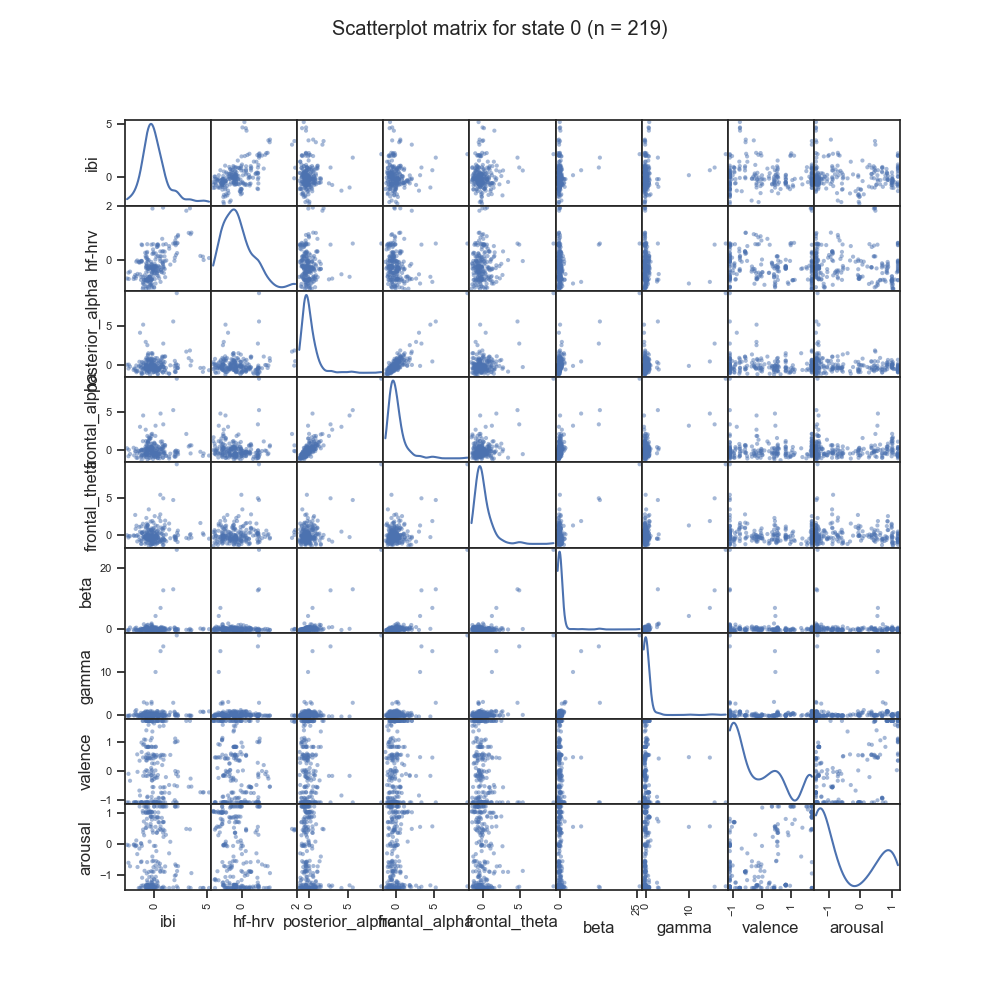 Scatterplot matrix for state 0 (n = 219)
5
0
ibi
2
0
hf-hrv
5
0
posterior_alpha
5
0
frontal_alpha
5
0
frontal_theta
20
0
beta
10
0
gamma
1
0
−1
valence
1
0
−1
arousal
0 5 0 2 0 5 0 5 0 5 0 25 0 10 −1 0 1 −1 0 1
ibi hf-hrv posterior_alpha frontal_alpha frontal_theta beta gamma valence arousal